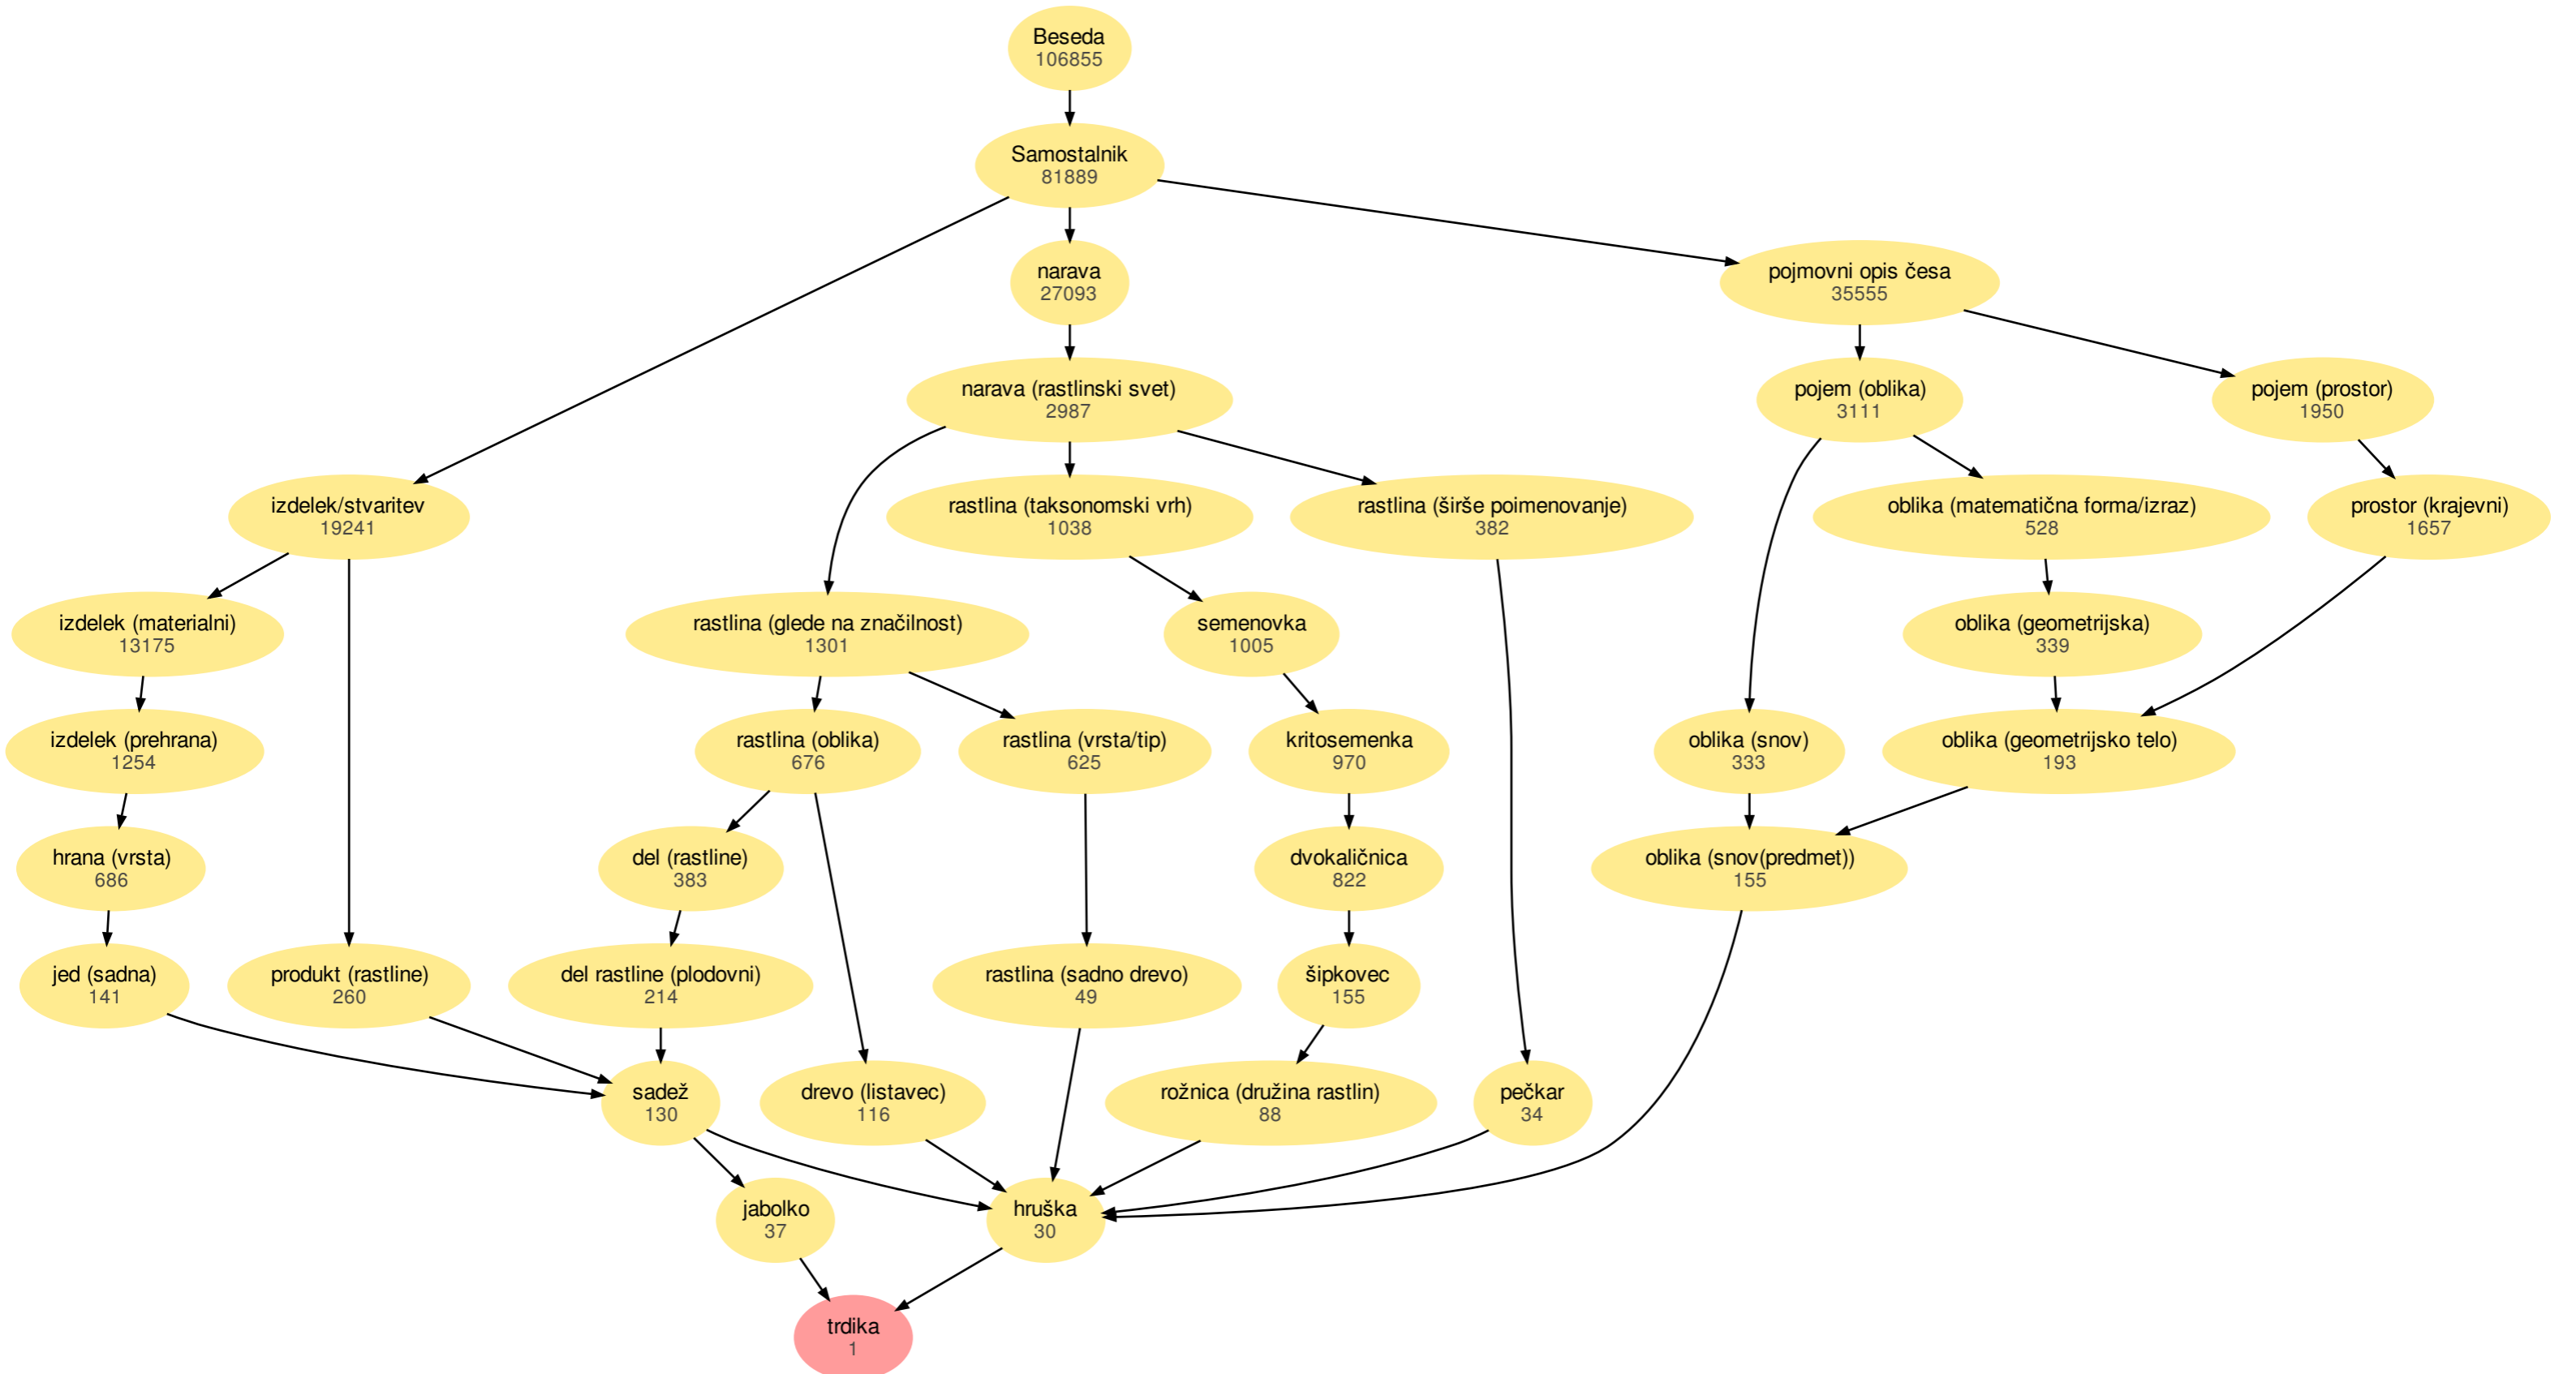 Beseda
106855
Samostalnik
81889
narava
27093
pojmovni opis česa
35555
narava (rastlinski svet)
2987
pojem (oblika)
3111
pojem (prostor)
1950
izdelek/stvaritev
19241
rastlina (taksonomski vrh)
1038
rastlina (širše poimenovanje)
382
oblika (matematična forma/izraz)
528
prostor (krajevni)
1657
izdelek (materialni)
13175
rastlina (glede na značilnost)
1301
semenovka
1005
oblika (geometrijska)
339
izdelek (prehrana)
1254
rastlina (oblika)
676
rastlina (vrsta/tip)
625
kritosemenka
970
oblika (snov)
333
oblika (geometrijsko telo)
193
hrana (vrsta)
686
del (rastline)
383
dvokaličnica
822
oblika (snov(predmet))
155
jed (sadna)
141
produkt (rastline)
260
del rastline (plodovni)
214
rastlina (sadno drevo)
49
šipkovec
155
sadež
130
drevo (listavec)
116
rožnica (družina rastlin)
88
pečkar
34
jabolko
37
hruška
30
trdika
1